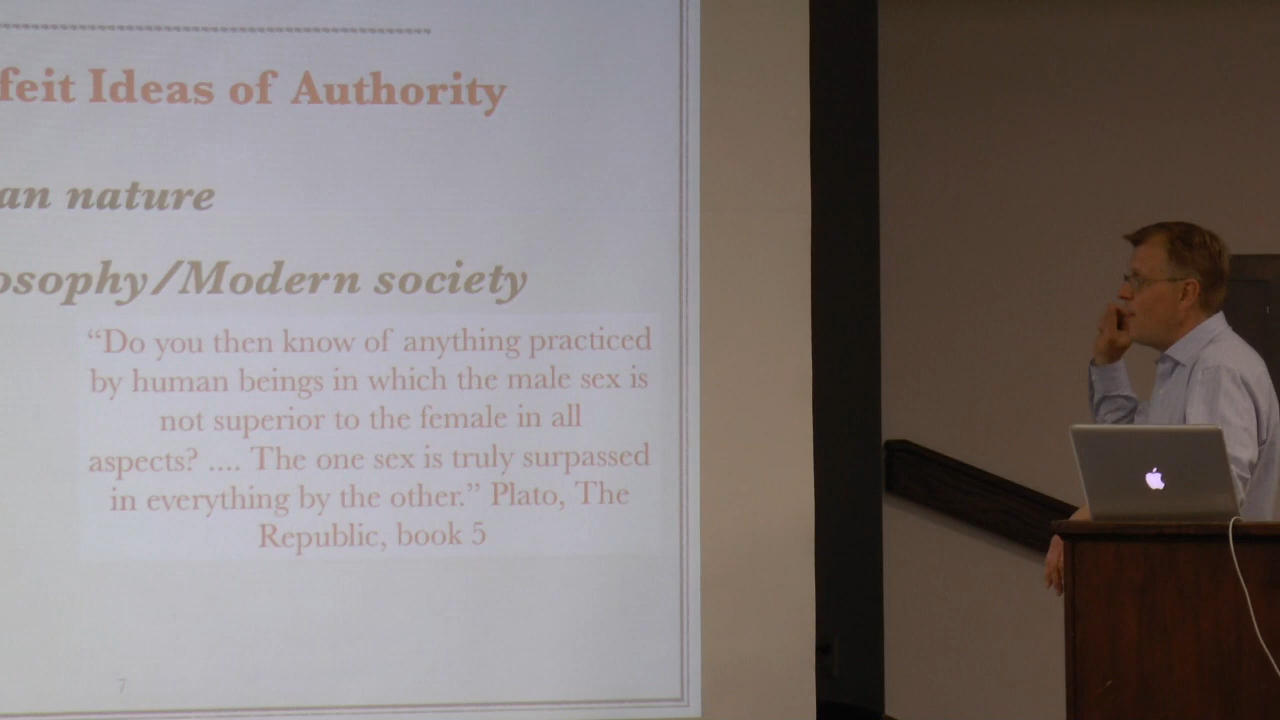 feit Ideas of Authority
an nature
osophy/Modern society
“Do you then know of anything practiced
by human beings in which the male sex is
not superior to the female in all
aspects? .... The one sex is truly surpassed
in everything by the other.” Plato, The
Republic, book 5
7